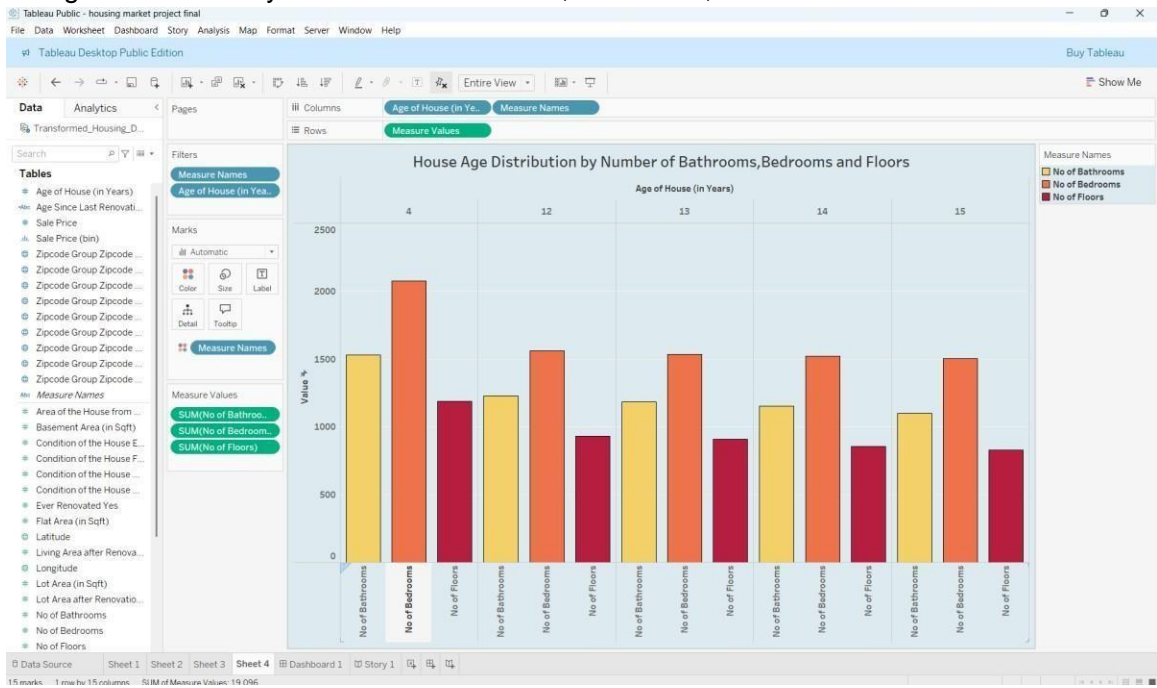 Tableau Public - housing market project final
File Data Worksheet Dashboard Story Analysis Map Format Server Window Help
Tableau Desktop Public Edition
Buy Tableau
Entire View
Show Me
Data
Analytics
Transformed_Housing_D...
Search
Tables
Age of House (in Years)
Abc Age Since Last Renovati...
Sale Price
Sale Price (bin)
Zipcode Group Zipcode ...
Zipcode Group Zipcode ...
Zipcode Group Zipcode ...
Zipcode Group Zipcode ...
Zipcode Group Zipcode ...
Zipcode Group Zipcode ...
Zipcode Group Zipcode ...
Zipcode Group Zipcode ...
Zipcode Group Zipcode ...
Abc Measure Names
Area of the House from ...
Basement Area (in Sqft)
Condition of the House E...
Condition of the House F...
Condition of the House ...
Condition of the House ...
Ever Renovated Yes
Flat Area (in Sqft)
Latitude
Living Area after Renova...
Longitude
Lot Area (in Sqft)
Lot Area after Renovatio...
No of Bathrooms
No of Bedrooms
No of Floors
Pages
Filters
Measure Names
Age of House (in Yea..
Marks
Automatic
Color Size Label
Detail Tooltip
Measure Names
Measure Values
SUM(No of Bathroo..
SUM(No of Bedroom..
SUM(No of Floors)
Columns
Age of House (in Ye..
Measure Names
Rows
Measure Values
House Age Distribution by Number of Bathrooms,Bedrooms and Floors
Age of House (in Years)
4 12 13 14 15
2500
2000
1500
1000
500
0
Value
No of Bathrooms
No of Bedrooms
No of Floors
No of Bathrooms
No of Bedrooms
No of Floors
No of Bathrooms
No of Bedrooms
No of Floors
No of Bathrooms
No of Bedrooms
No of Floors
No of Bathrooms
No of Bedrooms
No of Floors
Measure Names
No of Bathrooms
No of Bedrooms
No of Floors
Data Source
Sheet 1 Sheet 2 Sheet 3 Sheet 4 Dashboard 1 Story 1
15 marks 1 row by 15 columns SUM of Measure Values: 19,096